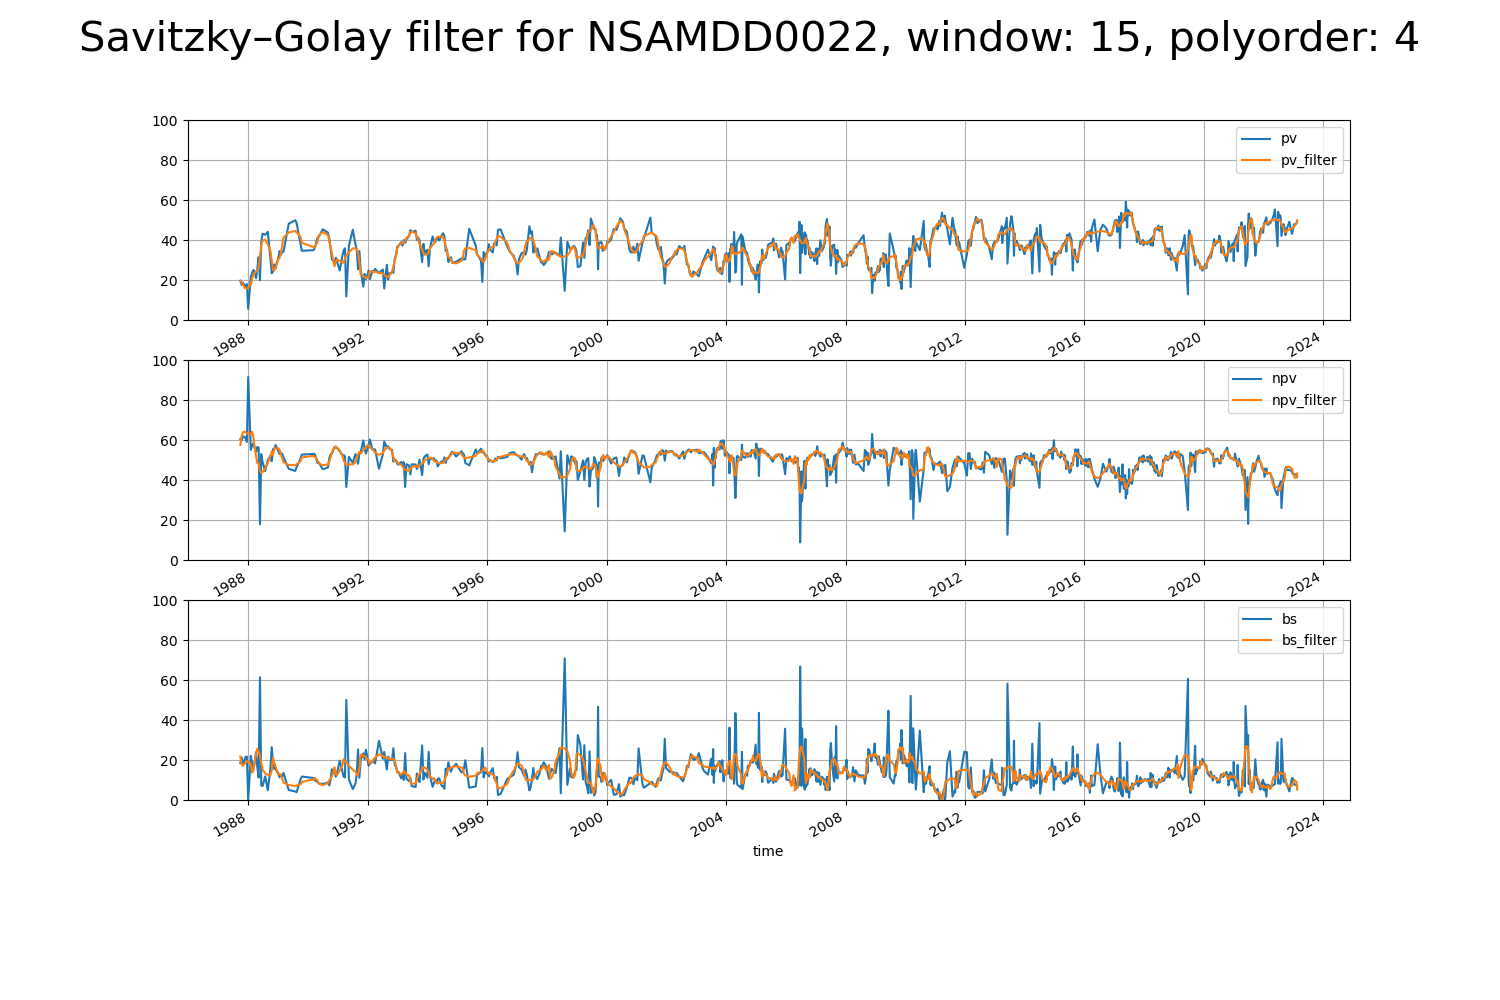 Savitzky–Golay filter for NSAMDD0022, window: 15, polyorder: 4
100
80
60
40
20
0
pv
pv_filter
1988 1992 1996 2000 2004 2008 2012 2016 2020 2024
100
80
60
40
20
0
npv
npv_filter
1988 1992 1996 2000 2004 2008 2012 2016 2020 2024
100
80
60
40
20
0
bs
bs_filter
1988 1992 1996 2000 2004 2008 2012 2016 2020 2024
time